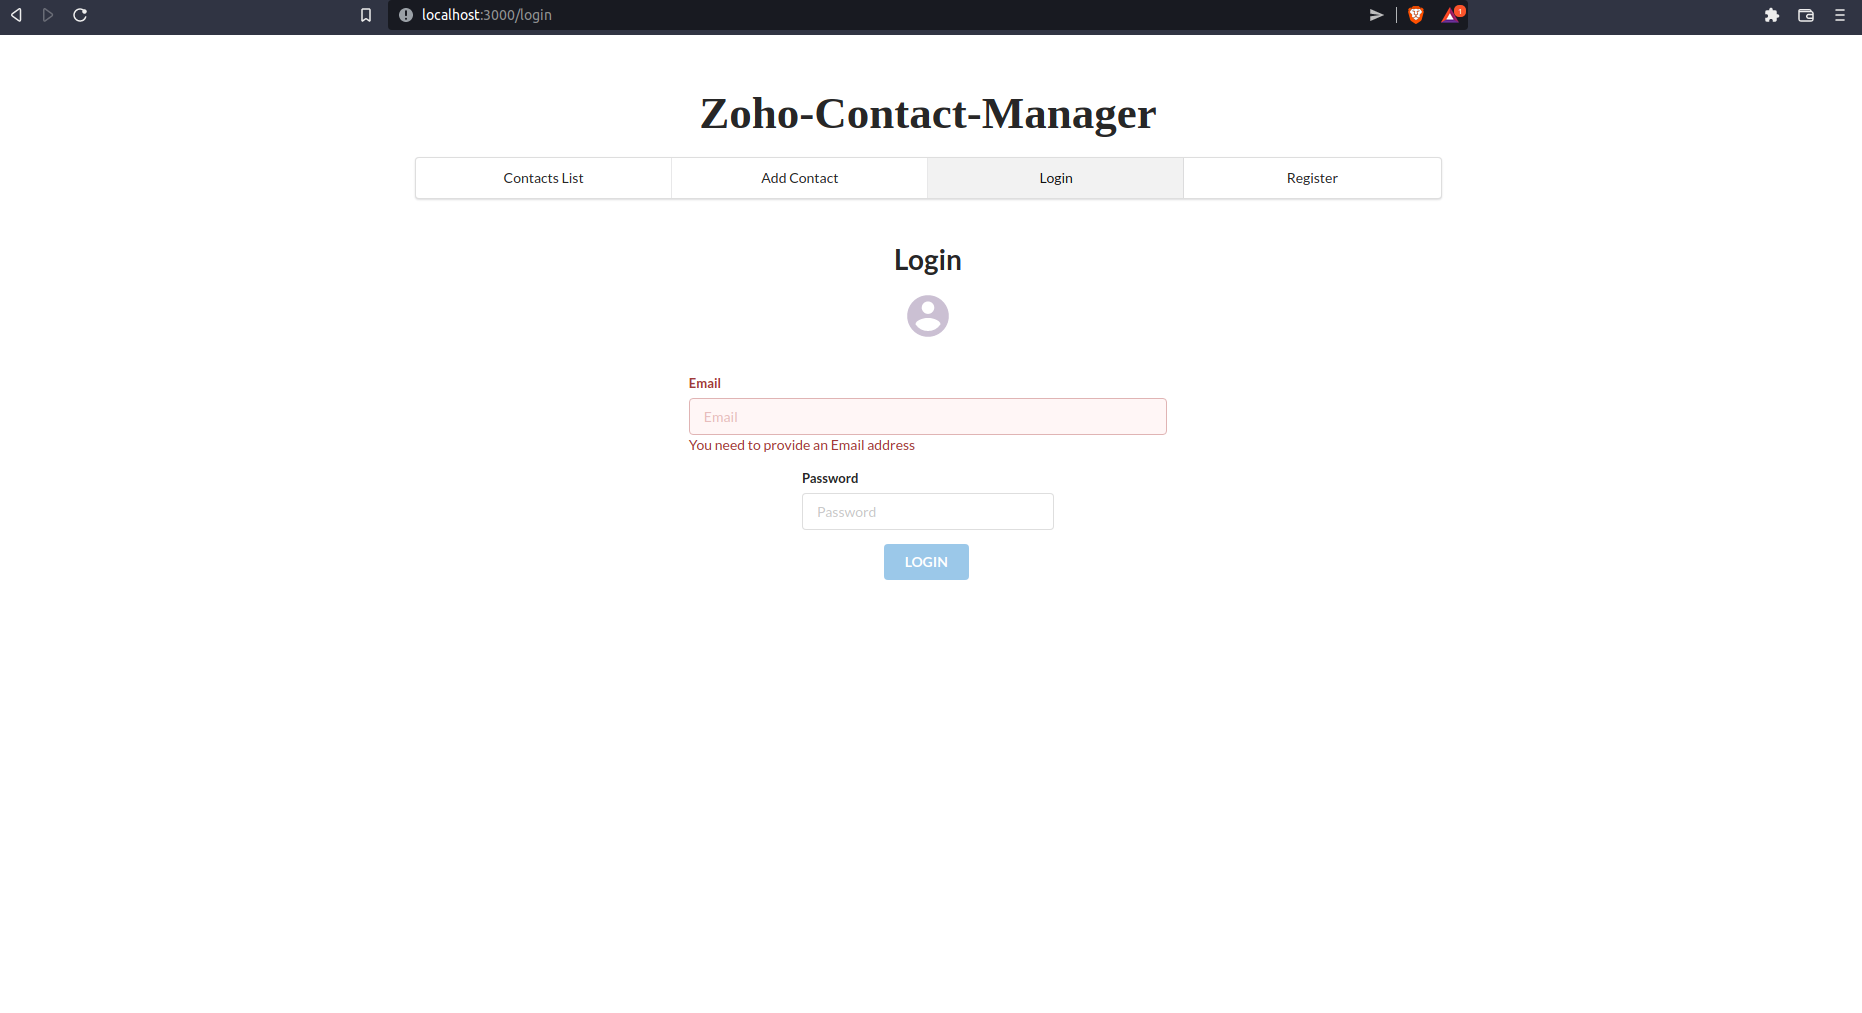 localhost:3000/login
1
Zoho-Contact-Manager
Contacts List Add Contact Login Register
Login
Email
Email
You need to provide an Email address
Password
Password
LOGIN